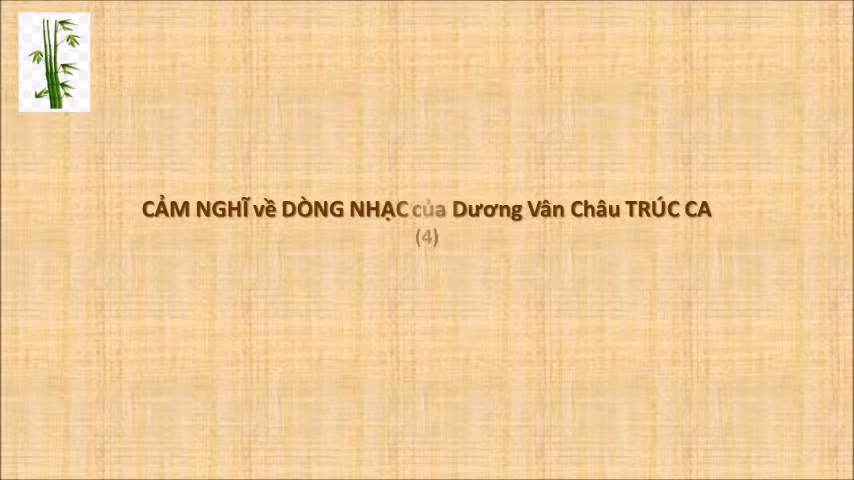 CẢM NGHĨ về DÒNG NHẠC của Dương Vân Châu TRÚC CA
(4)